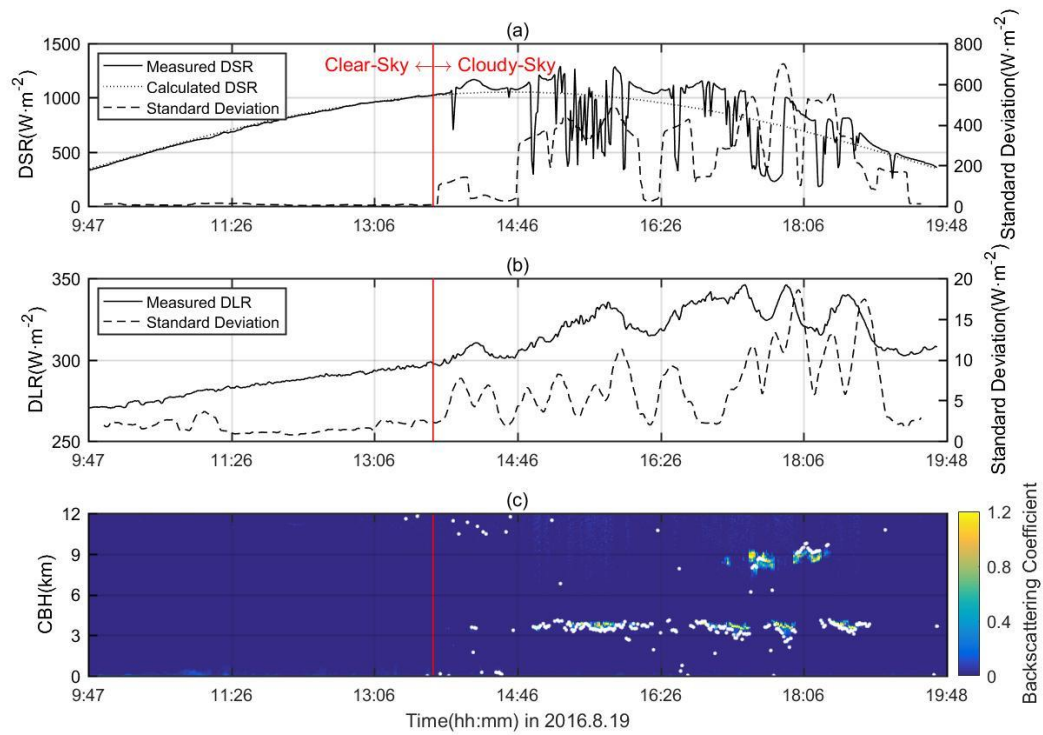 (a)
1500
1000
500
0
DSR(W·m-2)
Measured DSR
Calculated DSR
Standard Deviation
Clear-Sky ←→ Cloudy-Sky
800
600
400
200
0
Standard Deviation(W·m-2)
9:47 11:26 13:06 14:46 16:26 18:06 19:48
(b)
350
300
250
DLR(W·m-2)
Measured DLR
Standard Deviation
20
15
10
5
0
Standard Deviation(W·m-2)
9:47 11:26 13:06 14:46 16:26 18:06 19:48
(c)
12
9
6
3
0
CBH(km)
1.2
0.8
0.4
0
Backscattering Coefficient
9:47 11:26 13:06 14:46 16:26 18:06 19:48
Time(hh:mm) in 2016.8.19